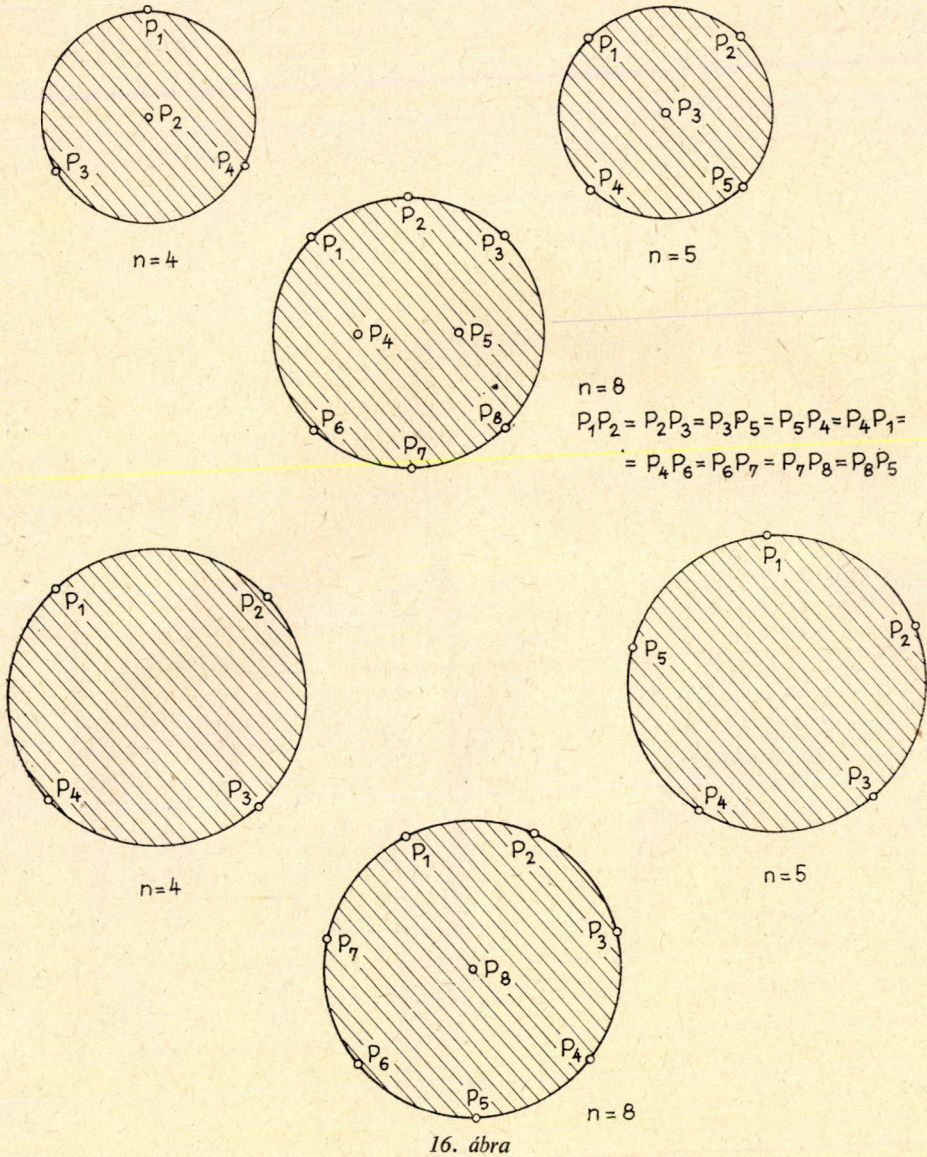 P₁
P₂
P₃ P₄
n=4
P₁ P₂
P₃
P₄ P₅
n=5
P₂
P₁ P₃
P₄ P₅
P₆ P₈
P₇
n=8
P₁P₂=P₂P₃=P₃P₅=P₅P₄=P₄P₁=
=P₄P₆=P₆P₇=P₇P₈=P₈P₅
P₁ P₂
P₄ P₃
n=4
P₁
P₂
P₅
P₄ P₃
n=5
P₁ P₂
P₇ P₃
P₈
P₆ P₄
P₅
n=8
16. ábra